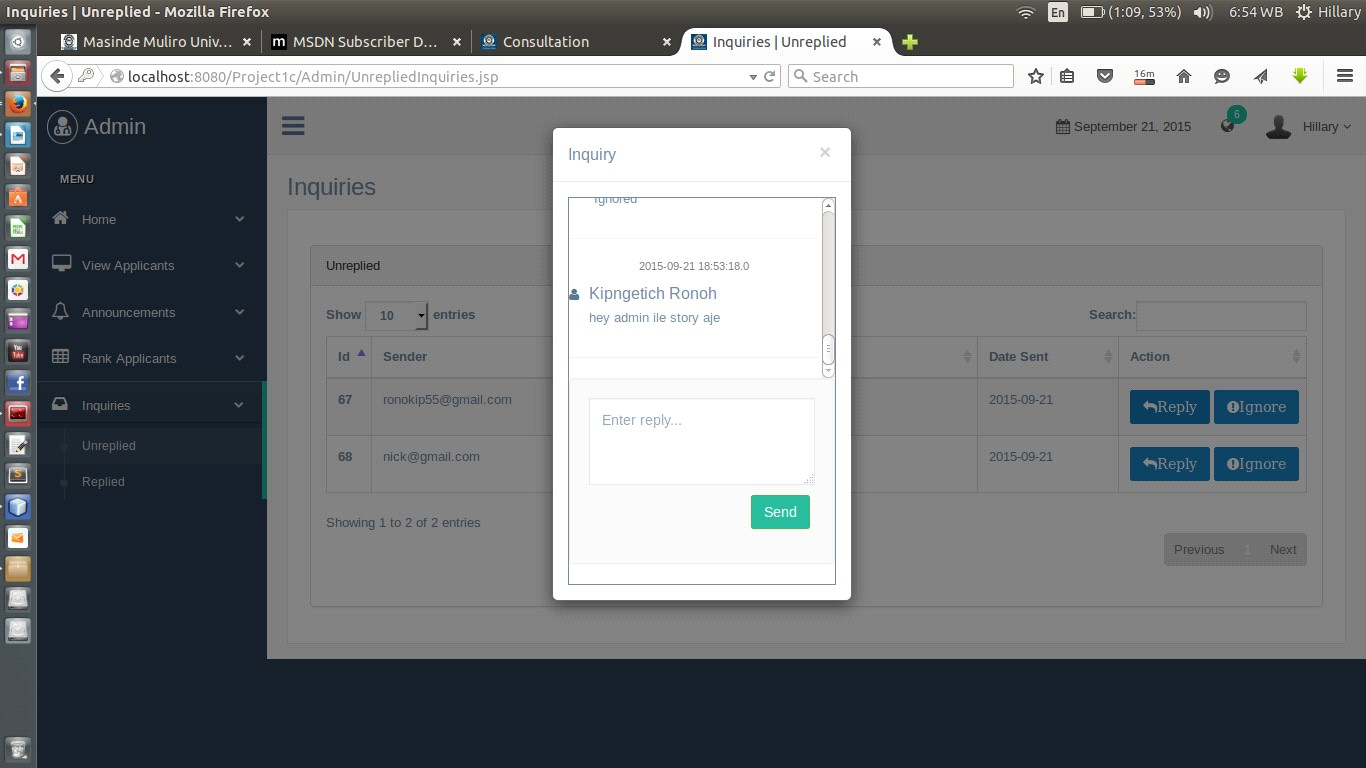 Inquiries | Unreplied - Mozilla Firefox
En (1:09, 53%) 6:54 WB Hillary
Masinde Muliro Univ... × MSDN Subscriber D... × Consultation × Inquiries | Unreplied ×
localhost:8080/Project1c/Admin/UnrepliedInquiries.jsp Search 16m
Admin
September 21, 2015 6 Hillary
MENU
Home
View Applicants
Announcements
Rank Applicants
Inquiries
Unreplied
Replied
Inquiries
Unreplied
Show 10 entries Search:
Id Sender Date Sent Action
67 ronokip55@gmail.com 2015-09-21 Reply Ignore
68 nick@gmail.com 2015-09-21 Reply Ignore
Showing 1 to 2 of 2 entries
Previous 1 Next
Inquiry ×
Ignored
2015-09-21 18:53:18.0
Kipngetich Ronoh
hey admin ile story aje
Enter reply...
Send